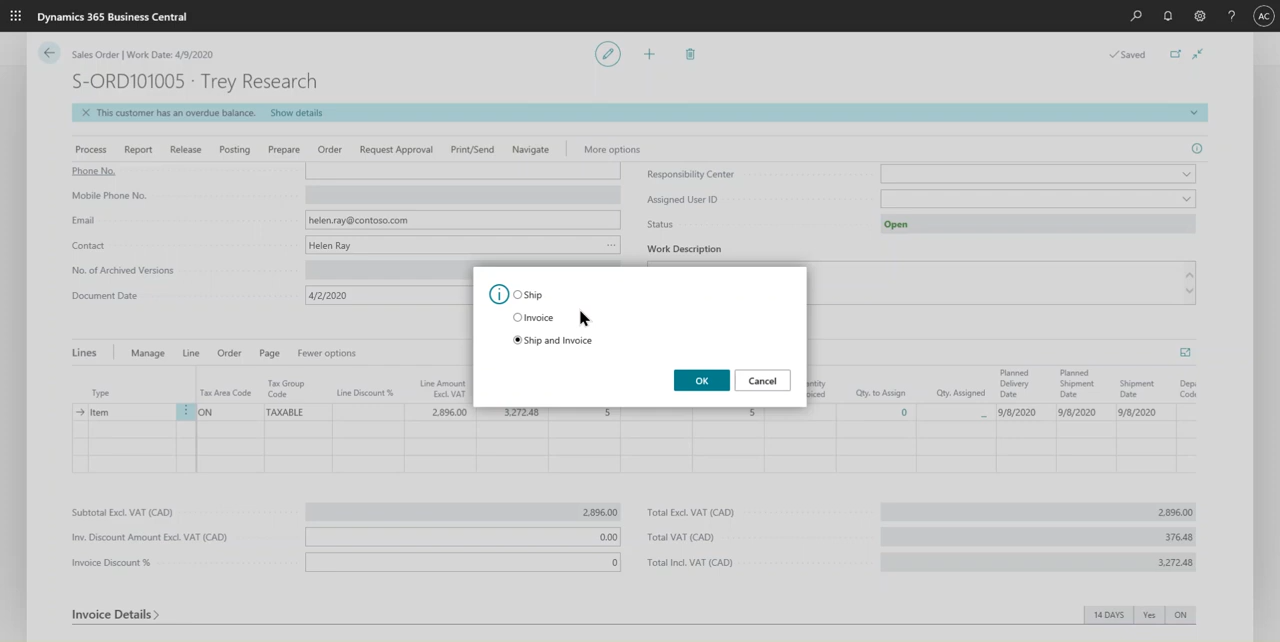 Dynamics 365 Business Central
AC
Sales Order | Work Date: 4/9/2020
Saved
S-ORD101005 · Trey Research
This customer has an overdue balance. Show details
Process Report Release Posting Prepare Order Request Approval Print/Send Navigate More options
Phone No.
Responsibility Center
Mobile Phone No.
Assigned User ID
Email helen.ray@contoso.com
Status Open
Contact Helen Ray
Work Description
No. of Archived Versions
Document Date 4/2/2020
Ship
Invoice
Ship and Invoice
OK Cancel
Lines Manage Line Order Page Fewer options
Type Tax Area Code Tax Group Code Line Discount % Line Amount Excl. VAT Qty. to Assign Qty. Assigned Planned Delivery Date Planned Shipment Date Shipment Date
Item ON TAXABLE 2,896.00 3,272.48 5 5 0 _ 9/8/2020 9/8/2020 9/8/2020
Subtotal Excl. VAT (CAD) 2,896.00 Total Excl. VAT (CAD) 2,896.00
Inv. Discount Amount Excl. VAT (CAD) 0.00 Total VAT (CAD) 376.48
Invoice Discount % 0 Total Incl. VAT (CAD) 3,272.48
Invoice Details 14 DAYS Yes ON